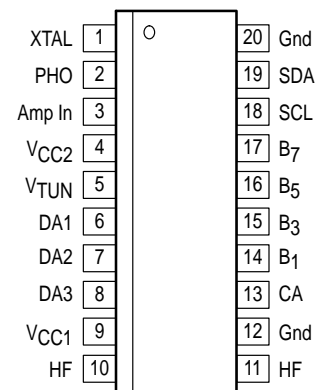 XTAL 1 20 Gnd
PHO 2 19 SDA
Amp In 3 18 SCL
VCC2 4 17 B7
VTUN 5 16 B5
DA1 6 15 B3
DA2 7 14 B1
DA3 8 13 CA
VCC1 9 12 Gnd
HF 10 11 HF